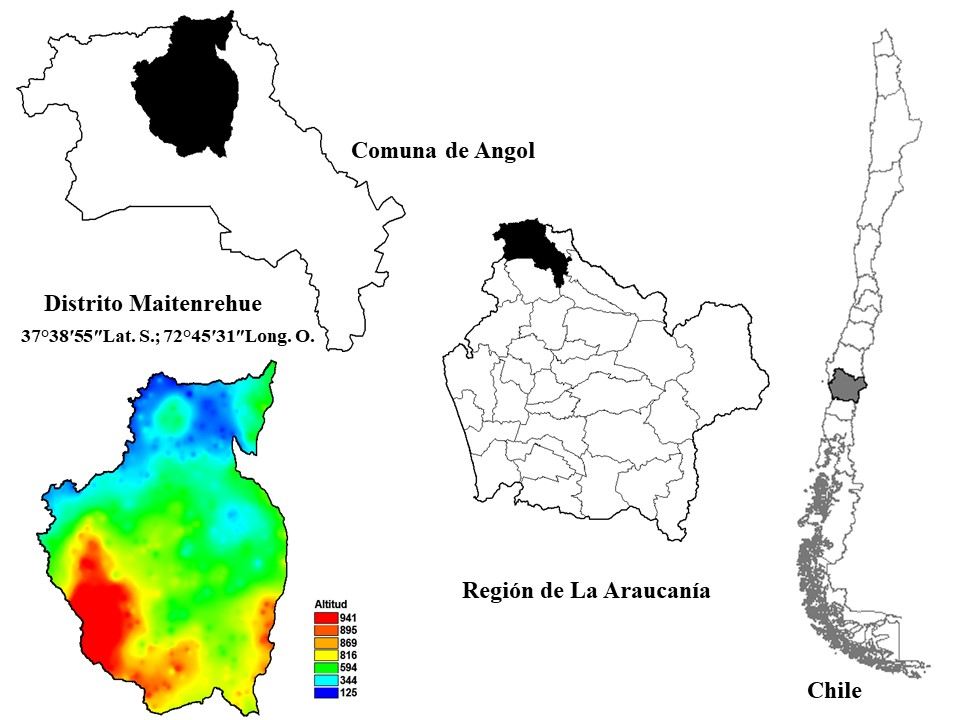 Comuna de Angol
Distrito Maitenrehue
37°38′55″Lat. S.; 72°45′31″Long. O.
Altitud
941
895
869
816
594
344
125
Región de La Araucanía
Chile